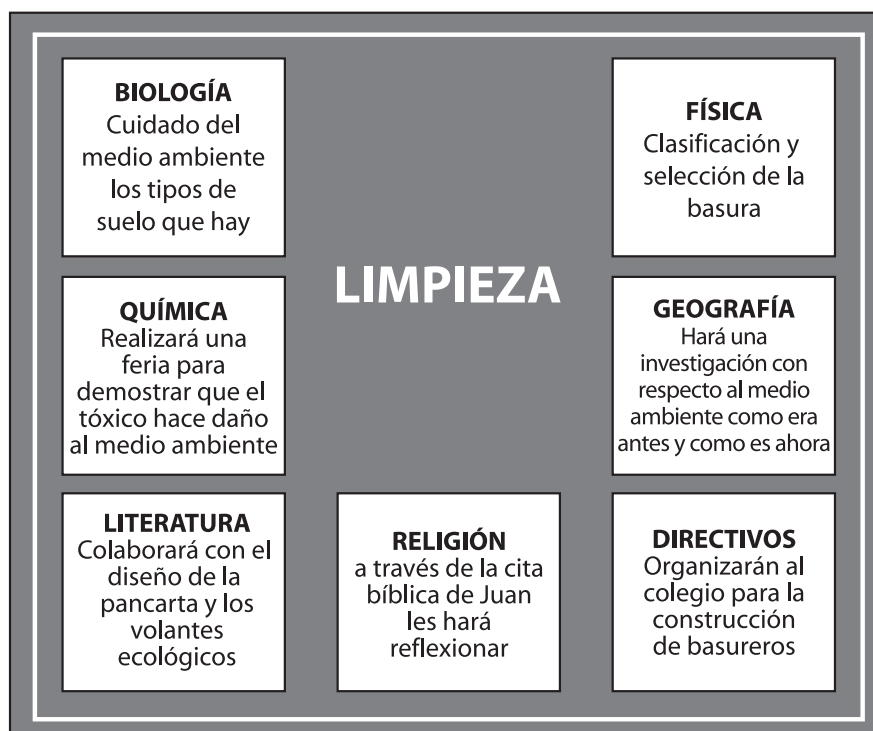 BIOLOGÍA
Cuidado del
medio ambiente
los tipos de
suelo que hay
FÍSICA
Clasificación y
selección de la
basura
LIMPIEZA
QUÍMICA
Realizará una
feria para
demostrar que el
tóxico hace daño
al medio ambiente
GEOGRAFÍA
Hará una
investigación con
respecto al medio
ambiente como era
antes y como es ahora
LITERATURA
Colaborará con el
diseño de la
pancarta y los
volantes
ecológicos
RELIGIÓN
a través de la cita
bíblica de Juan
les hará
reflexionar
DIRECTIVOS
Organizarán al
colegio para la
construcción
de basureros